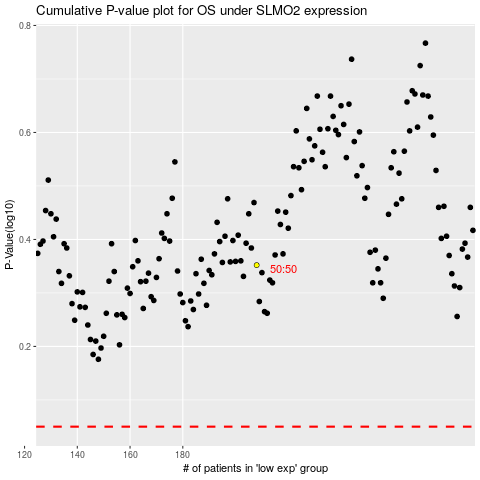 Cumulative P-value plot for OS under SLMO2 expression
0.8
0.6
P-Value(log10)
0.4
50:50
0.2
120 140 160 180
# of patients in 'low exp' group